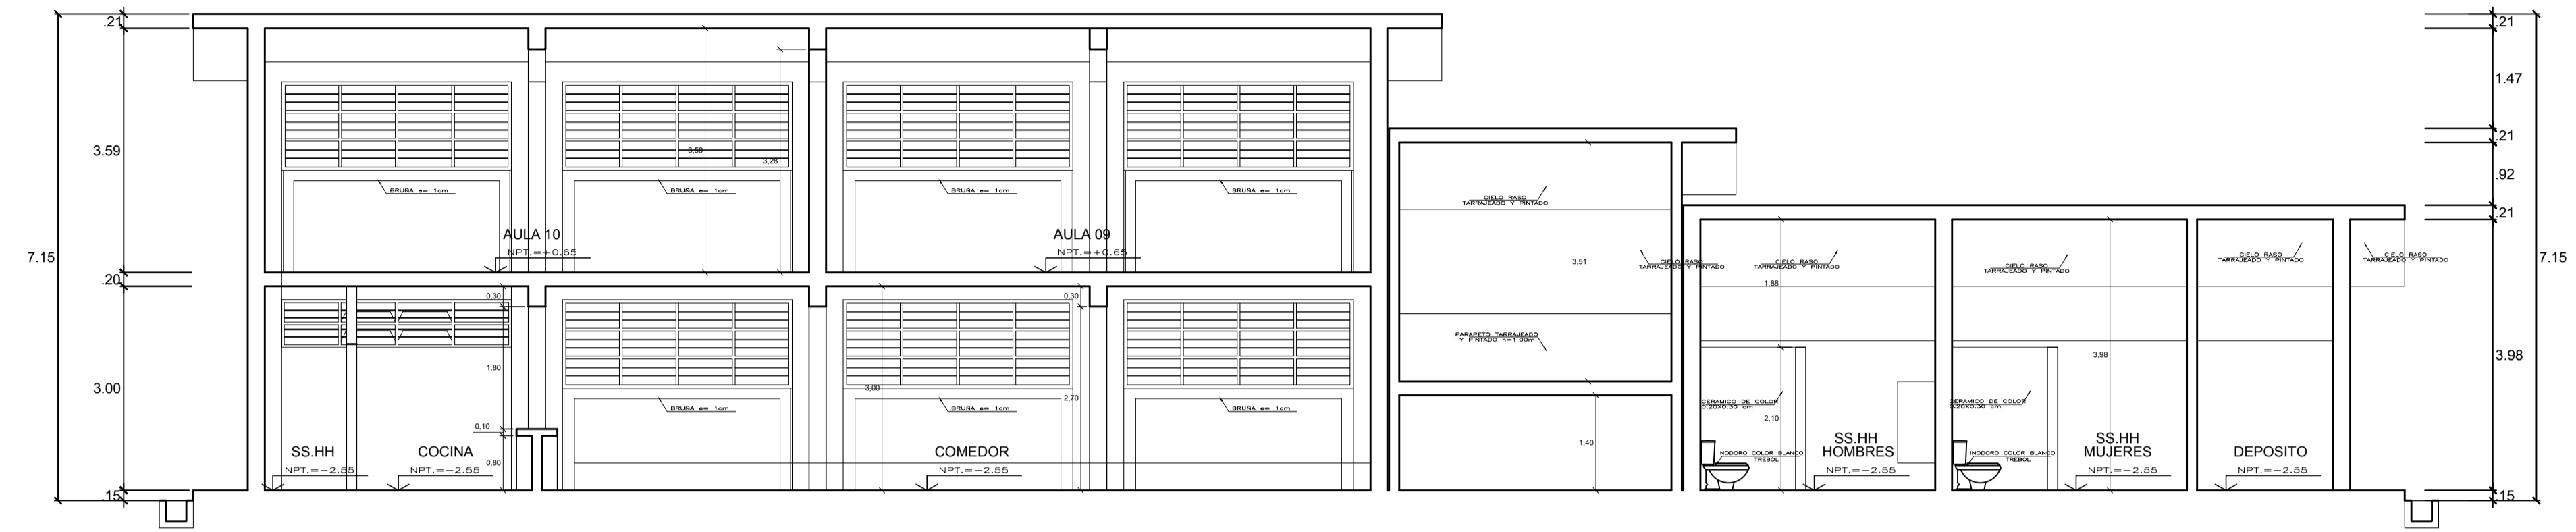 .21
.21
1.47
3.59
3,59
3,28
.21
BRUÑA e= 1cm
BRUÑA e= 1cm
BRUÑA e= 1cm
BRUÑA e= 1cm
CIELO RASO
TARRAJEADO Y PINTADO
.92
.21
AULA 10
NPT.=+0.65
AULA 09
NPT.=+0.65
7.15
3,51
CIELO RASO
TARRAJEADO Y PINTADO
CIELO RASO
TARRAJEADO Y PINTADO
CIELO RASO
TARRAJEADO Y PINTADO
CIELO RASO
TARRAJEADO Y PINTADO
CIELO RASO
TARRAJEADO Y PINTADO
7.15
.20
0,30
0,30
1,88
PARAPETO TARRAJEADO
Y PINTADO h=1.00m
1,80
3,98
3.98
3.00
3,00
2,70
BRUÑA e= 1cm
BRUÑA e= 1cm
BRUÑA e= 1cm
CERAMICO DE COLOR
0.20X0.30 cm
CERAMICO DE COLOR
0.20X0.30 cm
2,10
0,10
1,40
SS.HH
COCINA
0,80
COMEDOR
INODORO COLOR BLANCO
TREBOL
SS.HH
HOMBRES
INODORO COLOR BLANCO
TREBOL
SS.HH
MUJERES
DEPOSITO
NPT.=-2.55
NPT.=-2.55
NPT.=-2.55
NPT.=-2.55
NPT.=-2.55
NPT.=-2.55
.15
.15